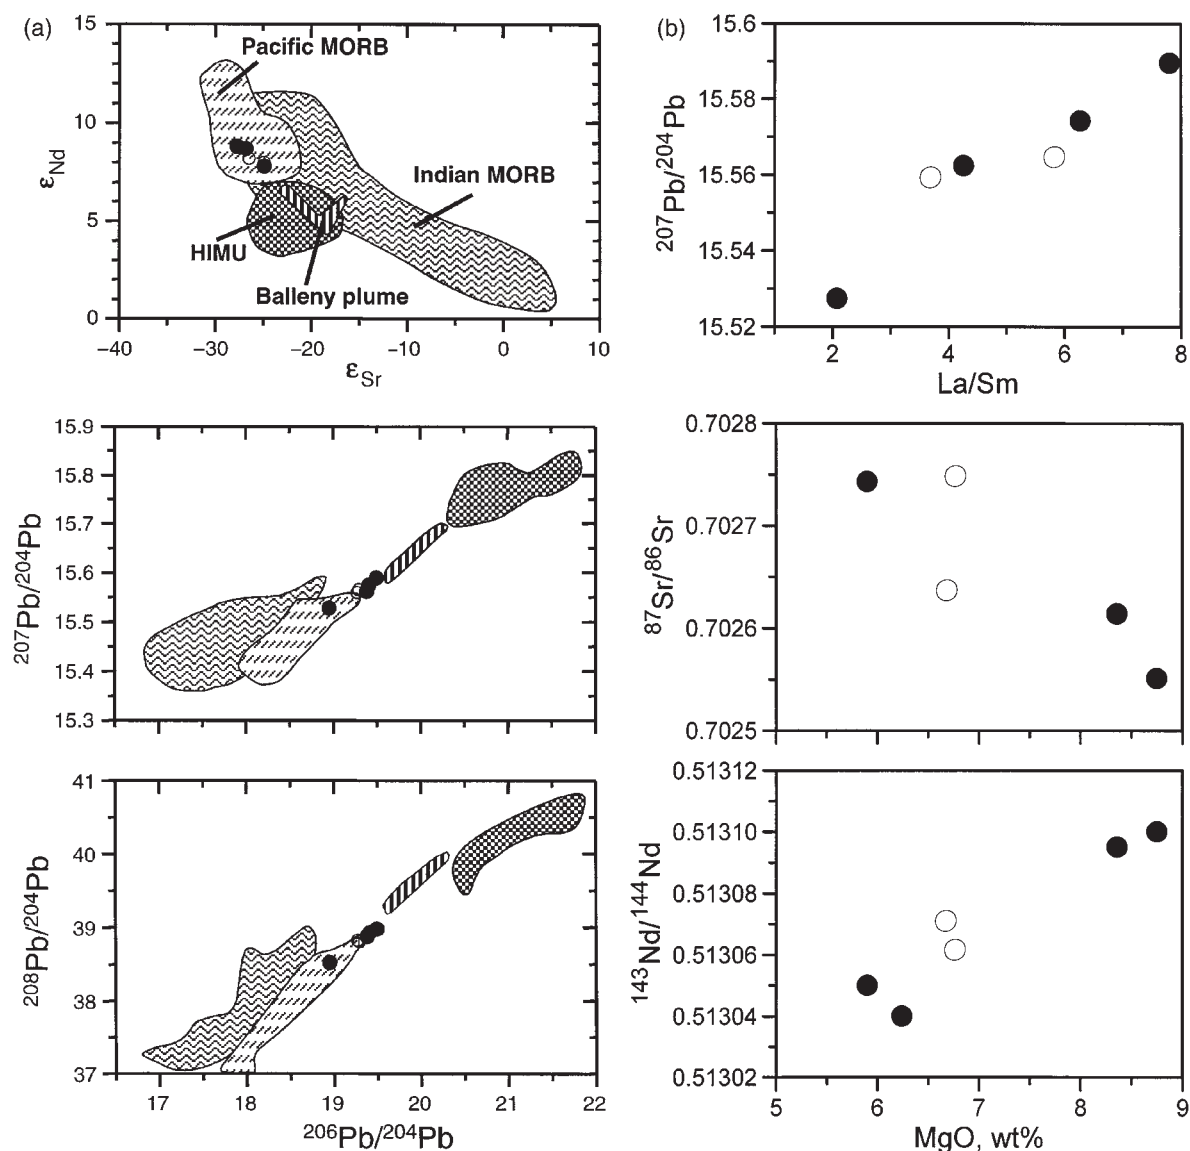 (a)
15
10
5
0
εNd
Pacific MORB
Indian MORB
HIMU
Balleny plume
−40 −30 −20 −10 0 10
εSr
15.9
15.8
15.7
15.6
15.5
15.4
15.3
207Pb/204Pb
41
40
39
38
37
208Pb/204Pb
17 18 19 20 21 22
206Pb/204Pb
(b)
15.6
15.58
15.56
15.54
15.52
207Pb/204Pb
2 4 6 8
La/Sm
0.7028
0.7027
0.7026
0.7025
87Sr/86Sr
0.51312
0.51310
0.51308
0.51306
0.51304
0.51302
143Nd/144Nd
5 6 7 8 9
MgO, wt%